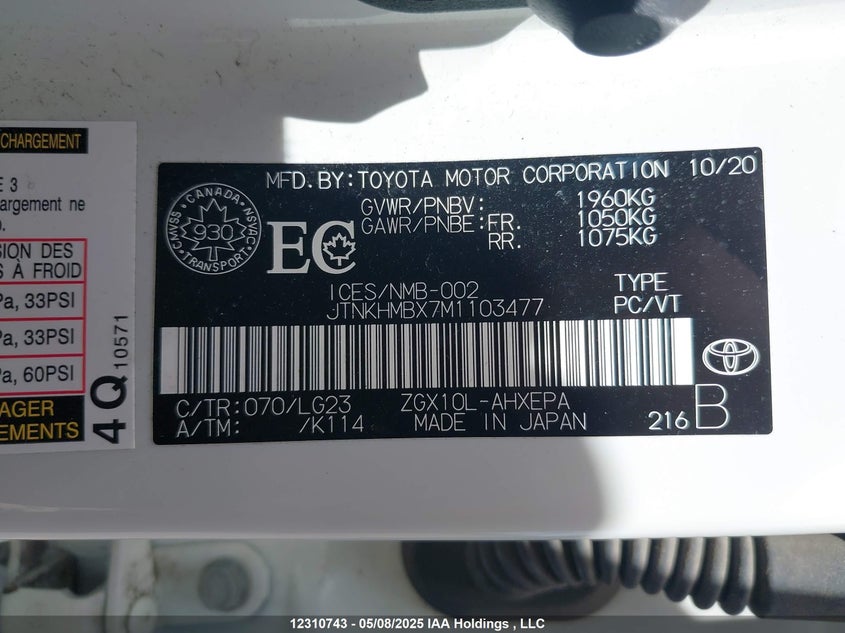 CHARGEMENT
E 3
argement ne
p.
SION DES
S À FROID
Pa, 33PSI
Pa, 33PSI
Pa, 60PSI
AGER
EMENTS
4Q 10571
MFD.BY:TOYOTA MOTOR CORPORATION 10/20
GVWR/PNBV: 1960KG
GAWR/PNBE:FR. 1050KG
RR. 1075KG
CANADA
CMVSS NSVAC
930
TRANSPORT
EC
ICES/NMB-002
JTNKHMBX7M1103477
TYPE
PC/VT
C/TR:070/LG23 ZGX10L-AHXEPA
A/TM: /K114 MADE IN JAPAN
216 B
12310743 - 05/08/2025 IAA Holdings , LLC